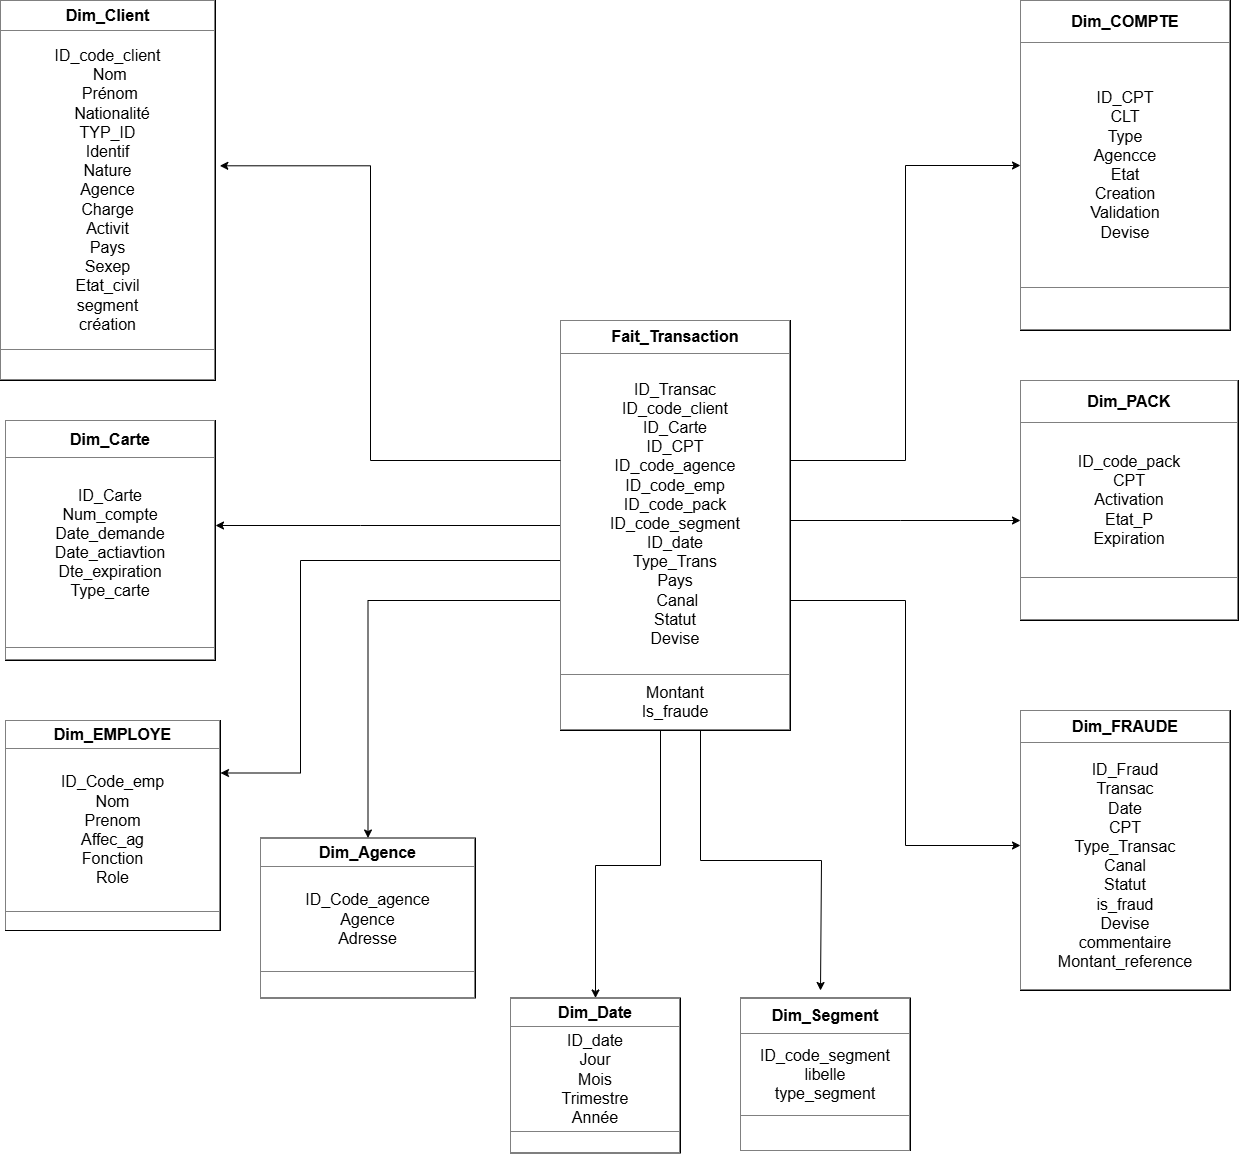 Dim_Client
ID_code_client
Nom
Prénom
Nationalité
TYP_ID
Identif
Nature
Agence
Charge
Activit
Pays
Sexep
Etat_civil
segment
création
Dim_COMPTE
ID_CPT
CLT
Type
Agencce
Etat
Creation
Validation
Devise
Fait_Transaction
ID_Transac
ID_code_client
ID_Carte
ID_CPT
ID_code_agence
ID_code_emp
ID_code_pack
ID_code_segment
ID_date
Type_Trans
Pays
Canal
Statut
Devise
Montant
Is_fraude
Dim_PACK
ID_code_pack
CPT
Activation
Etat_P
Expiration
Dim_Carte
ID_Carte
Num_compte
Date_demande
Date_actiavtion
Dte_expiration
Type_carte
Dim_EMPLOYE
ID_Code_emp
Nom
Prenom
Affec_ag
Fonction
Role
Dim_FRAUDE
ID_Fraud
Transac
Date
CPT
Type_Transac
Canal
Statut
is_fraud
Devise
commentaire
Montant_reference
Dim_Agence
ID_Code_agence
Agence
Adresse
Dim_Date
ID_date
Jour
Mois
Trimestre
Année
Dim_Segment
ID_code_segment
libelle
type_segment